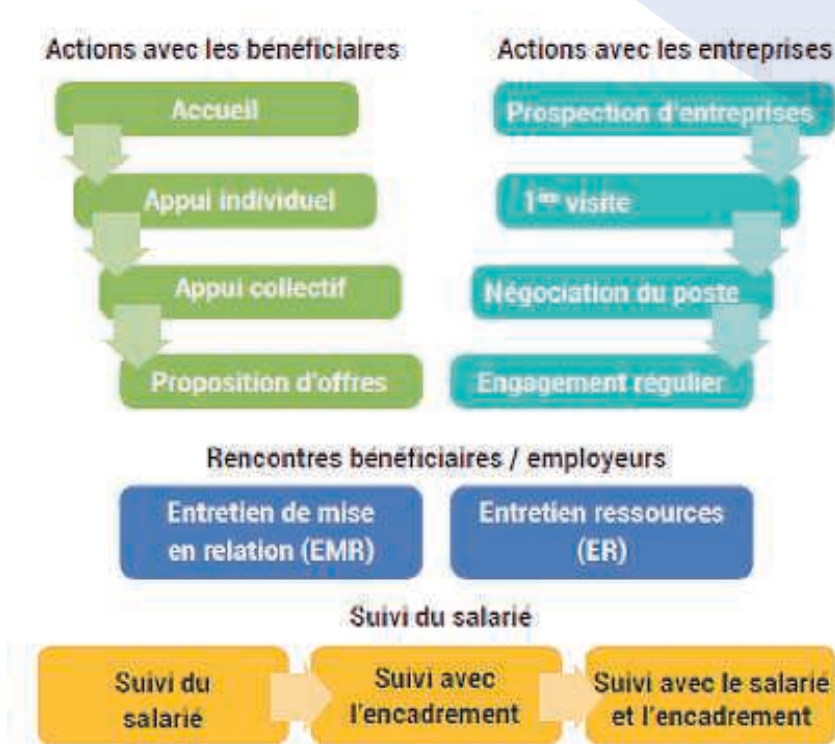 Actions avec les bénéficiaires
Accueil
Appui individuel
Appui collectif
Proposition d'offres
Actions avec les entreprises
Prospection d'entreprises
1ère visite
Négociation du poste
Engagement régulier
Rencontres bénéficiaires / employeurs
Entretien de mise
en relation (EMR)
Entretien ressources
(ER)
Suivi du salarié
Suivi du
salarié
Suivi avec
l'encadrement
Suivi avec le salarié
et l'encadrement